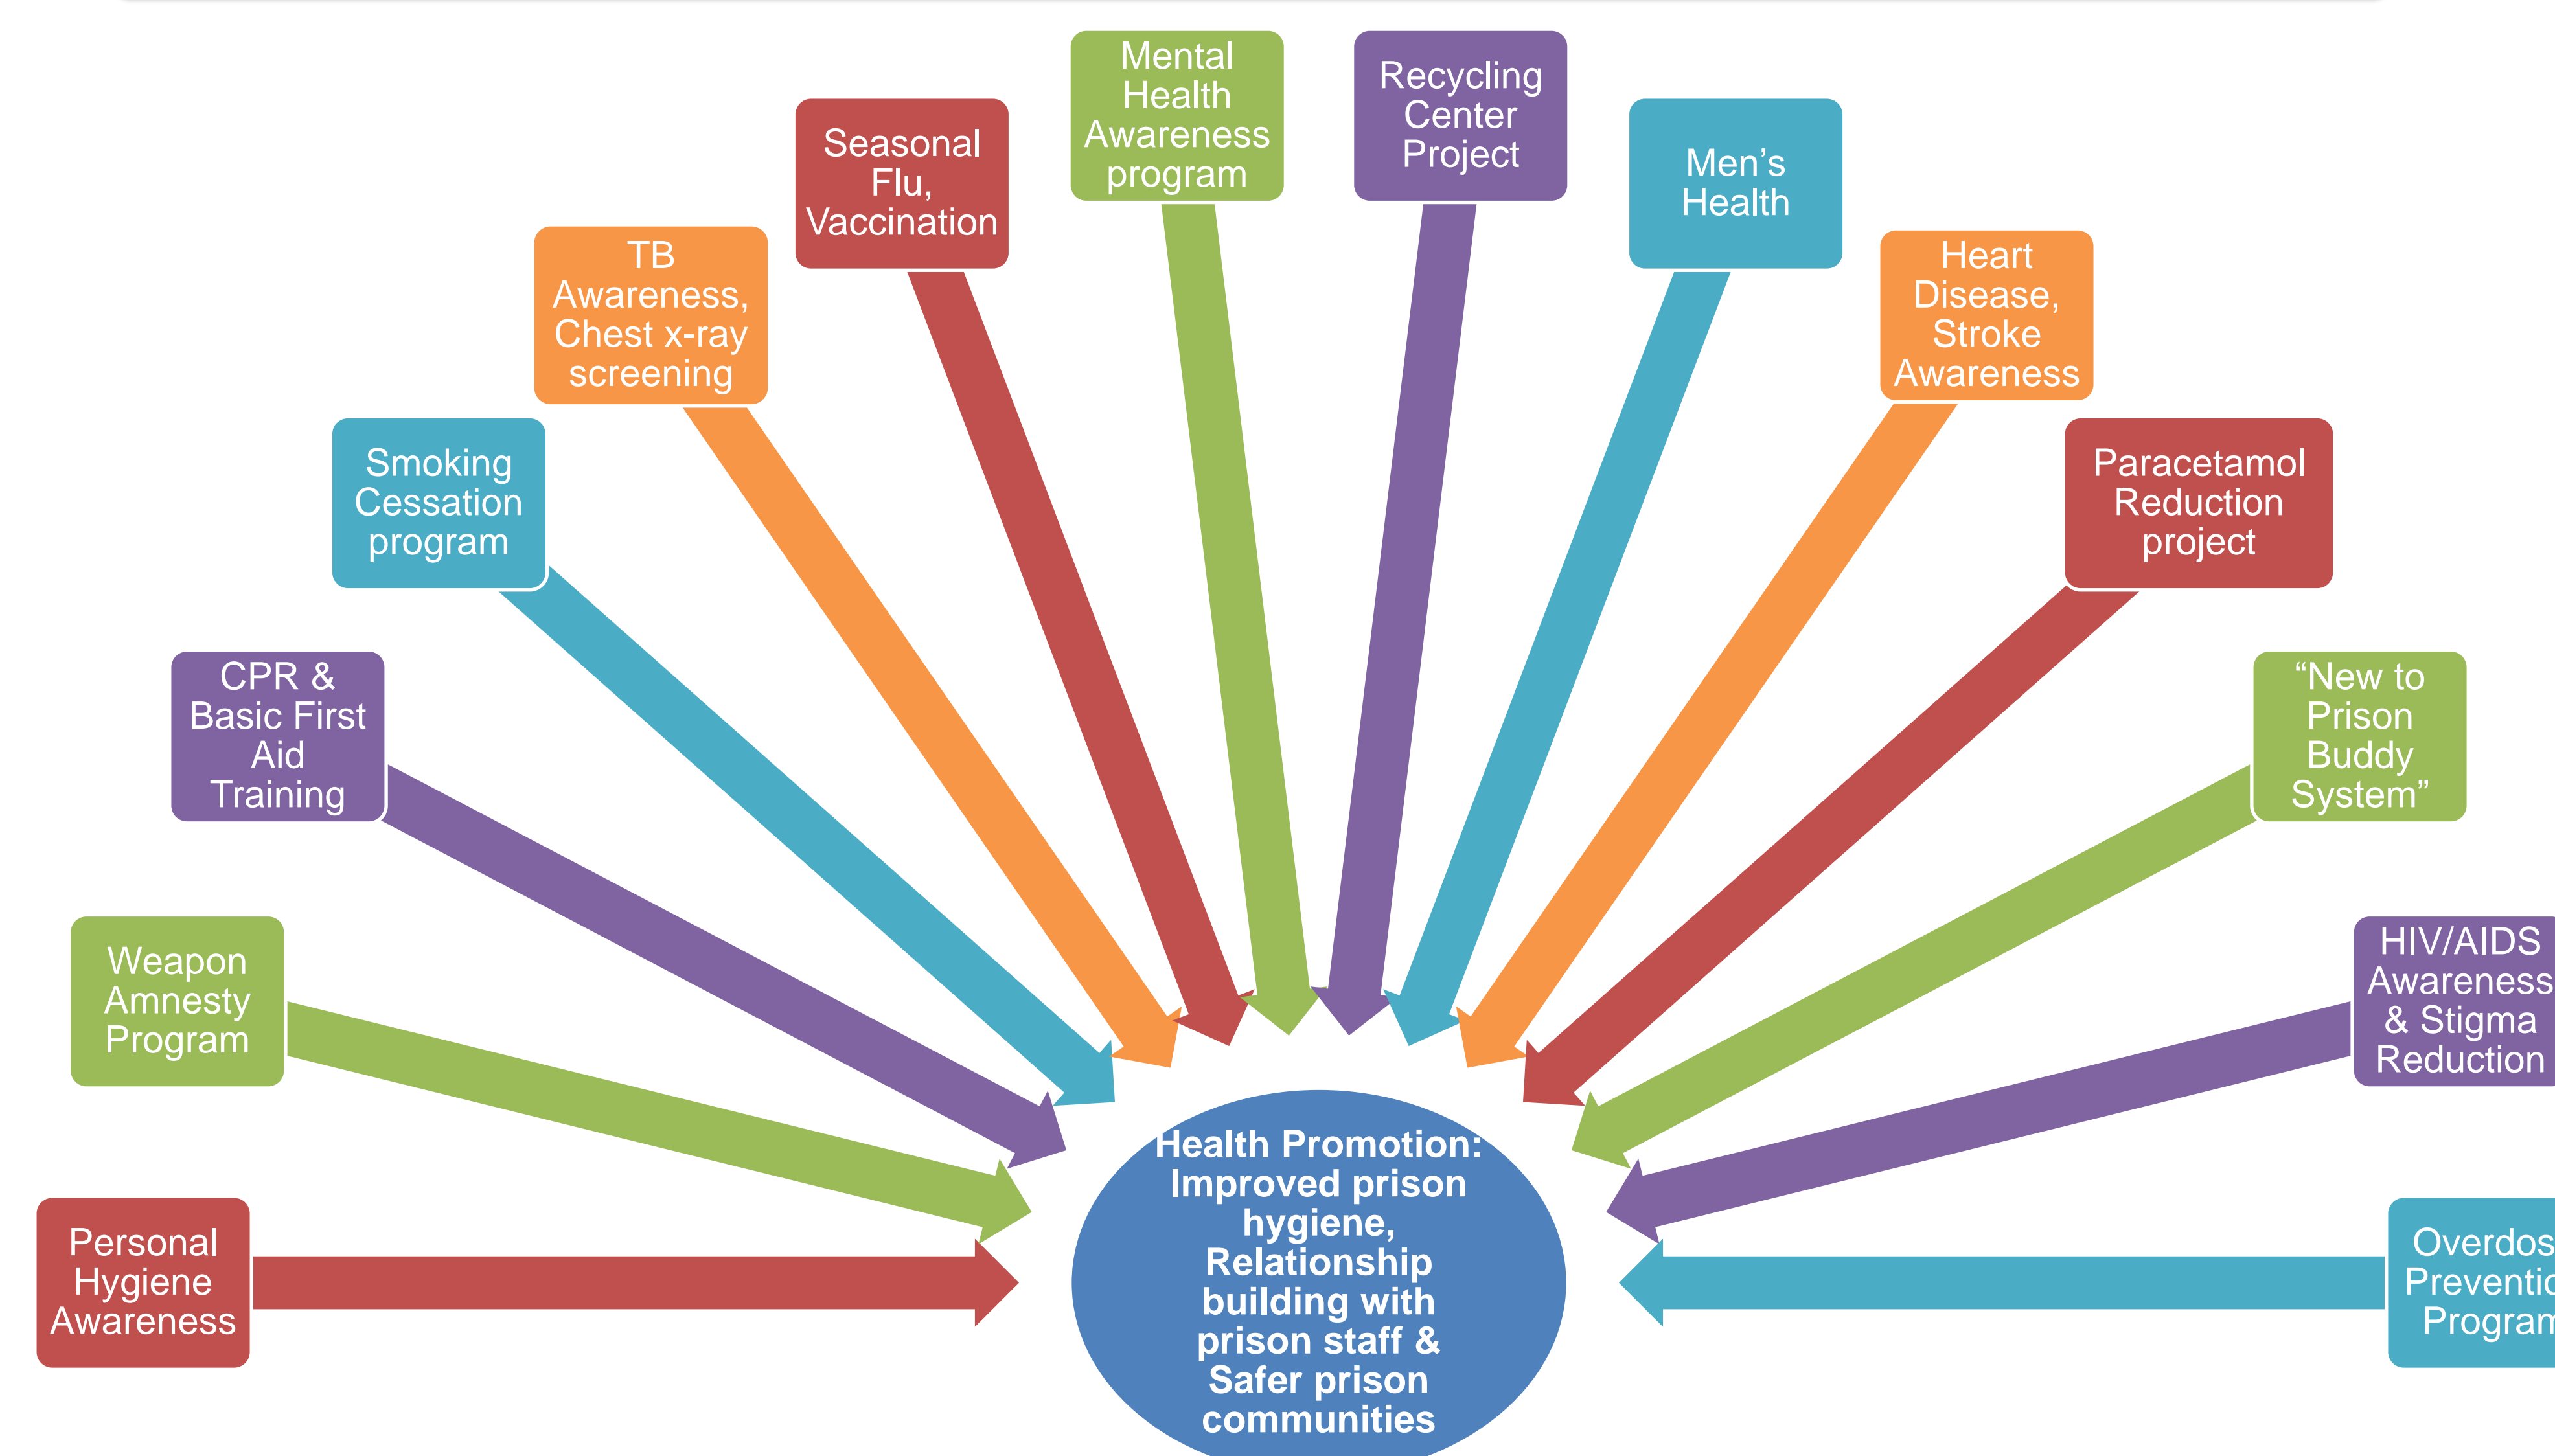 Mental
Health
Awareness
program
Recycling
Center
Project
Seasonal
Flu,
Vaccination
Men’s
Health
TB
Awareness,
Chest x-ray
screening
Heart
Disease,
Stroke
Awareness
Smoking
Cessation
program
Paracetamol
Reduction
project
CPR &
Basic First
Aid
Training
“New to
Prison
Buddy
System”
Weapon
Amnesty
Program
HIV/AIDS
Awareness
& Stigma
Reduction
Personal
Hygiene
Awareness
Health Promotion:
Improved prison
hygiene,
Relationship
building with
prison staff &
Safer prison
communities